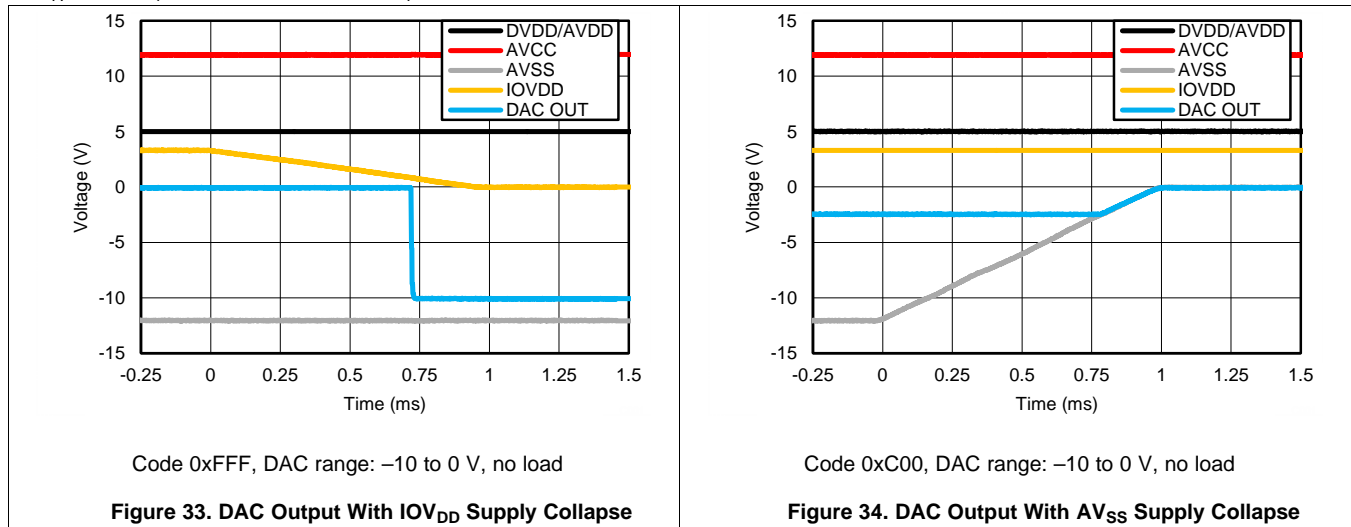 15
10
5
0
-5
-10
-15
Voltage (V)
DVDD/AVDD
AVCC
AVSS
IOVDD
DAC OUT
-0.25 0 0.25 0.5 0.75 1 1.25 1.5
Time (ms)
Code 0xFFF, DAC range: –10 to 0 V, no load
Figure 33. DAC Output With IOVDD Supply Collapse
15
10
5
0
-5
-10
-15
Voltage (V)
DVDD/AVDD
AVCC
AVSS
IOVDD
DAC OUT
-0.25 0 0.25 0.5 0.75 1 1.25 1.5
Time (ms)
Code 0xC00, DAC range: –10 to 0 V, no load
Figure 34. DAC Output With AVSS Supply Collapse